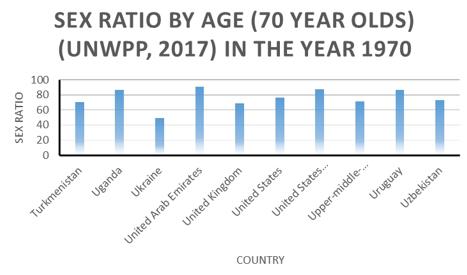 SEX RATIO BY AGE (70 YEAR OLDS)
(UNWPP, 2017) IN THE YEAR 1970
100
80
60
40
20
0
SEX RATIO
Turkmenistan
Uganda
Ukraine
United Arab Emirates
United Kingdom
United States
United States...
Upper-middle-...
Uruguay
Uzbekistan
COUNTRY